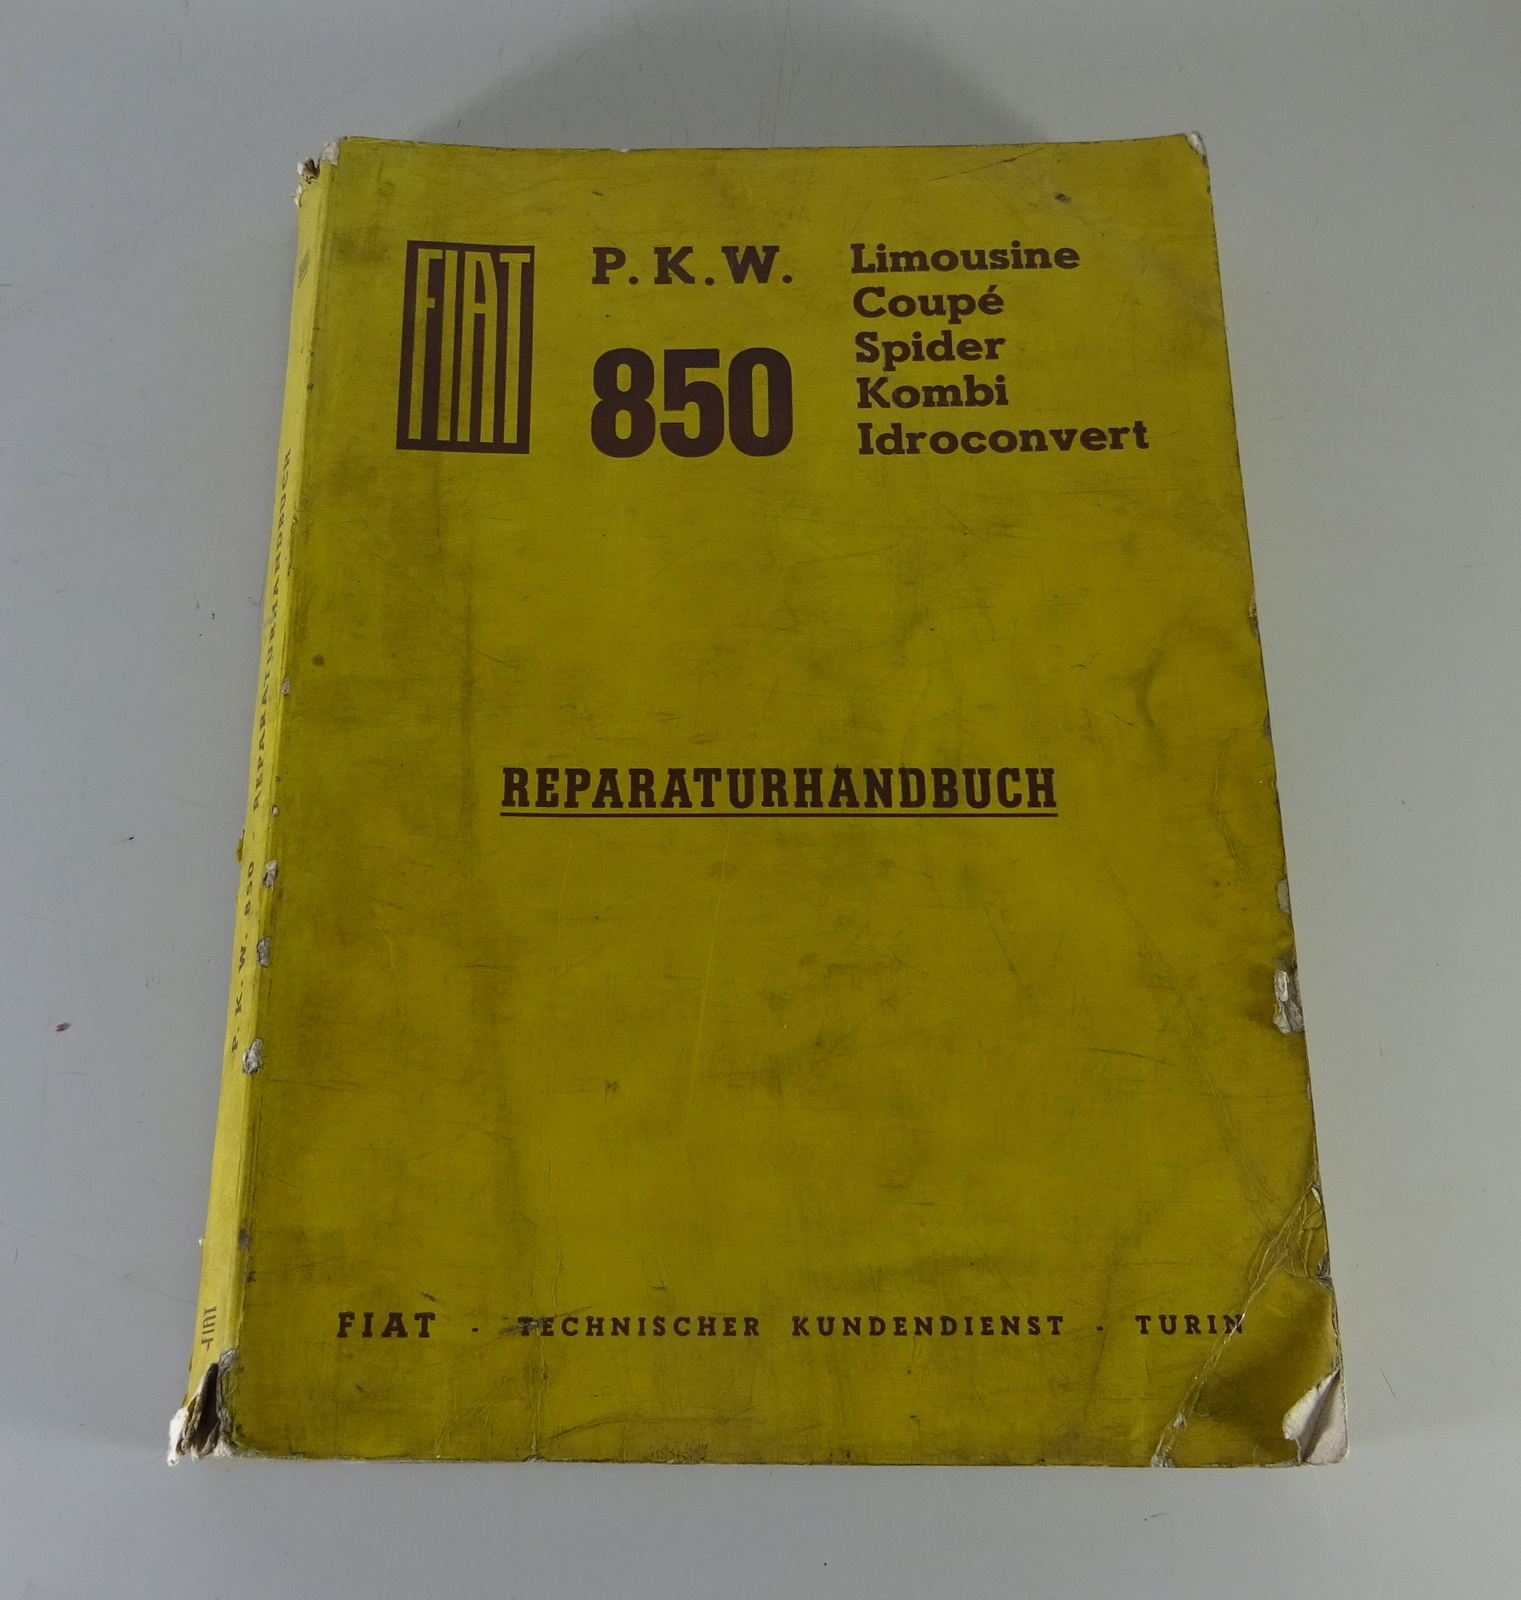 FIAT
P.K.W.
850
Limousine
Coupé
Spider
Kombi
Idroconvert
REPARATURHANDBUCH
FIAT - TECHNISCHER KUNDENDIENST - TURIN
FIAT P.K.W. 850 - REPARATURHANDBUCH